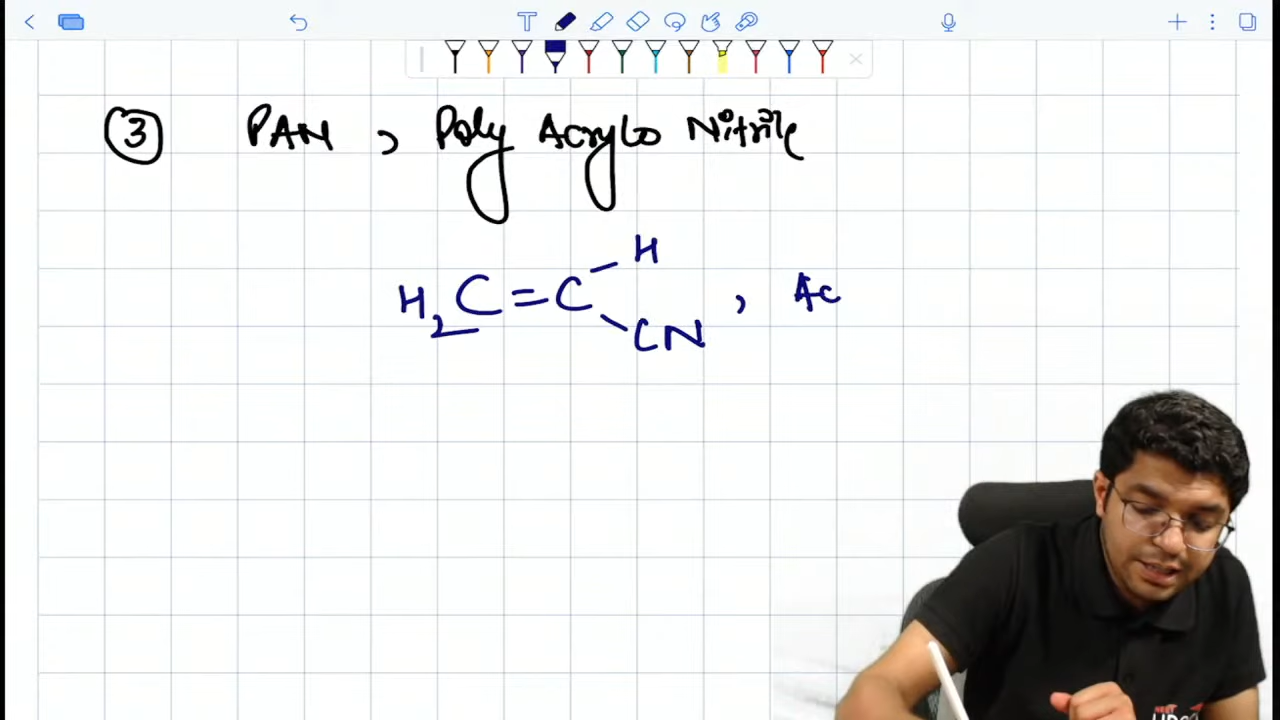 3 PAN , Poly Acrylo Nitrile
H
H2C=C , Ac
CN